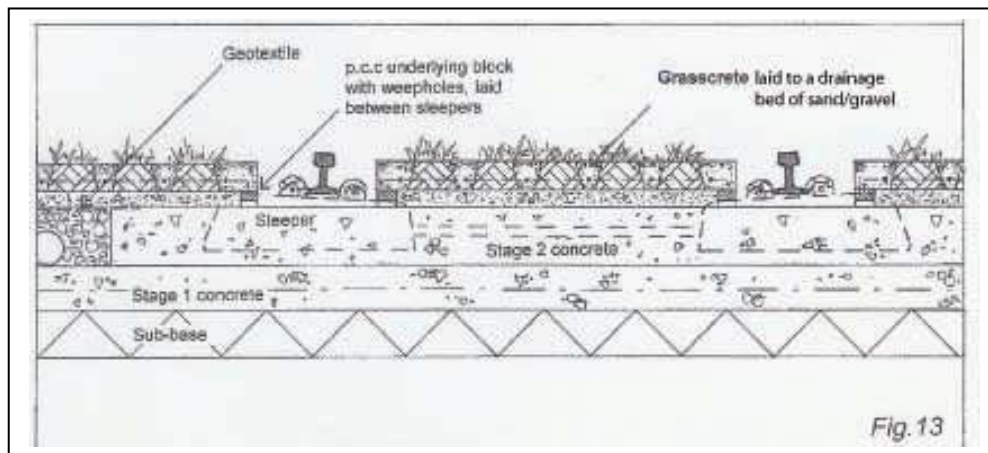 Geotextile
p.c.c underlying block
with weepholes, laid
between sleepers
Grasscrete laid to a drainage
bed of sand/gravel
Sleeper
Stage 2 concrete
Stage 1 concrete
Sub-base
Fig.13